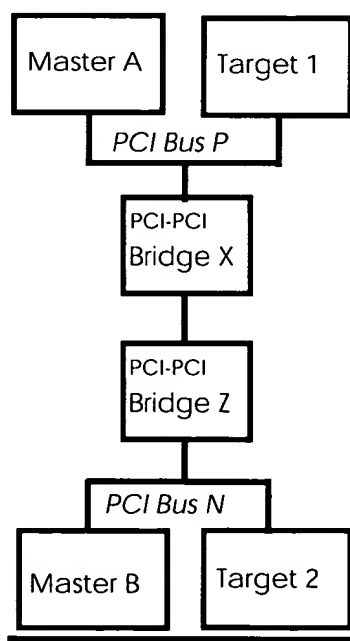 Master A
Target 1
PCI Bus P
PCI-PCI
Bridge X
PCI-PCI
Bridge Z
PCI Bus N
Master B
Target 2